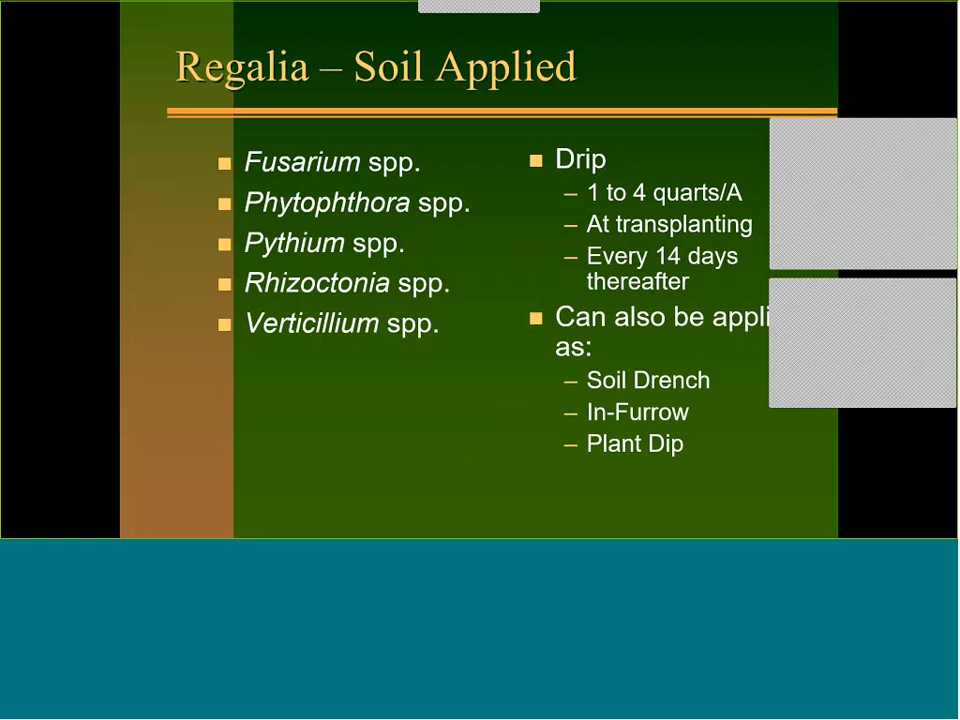 Regalia – Soil Applied
Fusarium spp.
Phytophthora spp.
Pythium spp.
Rhizoctonia spp.
Verticillium spp.
Drip
– 1 to 4 quarts/A
– At transplanting
– Every 14 days
thereafter
Can also be
as:
– Soil Drench
– In-Furrow
– Plant Dip